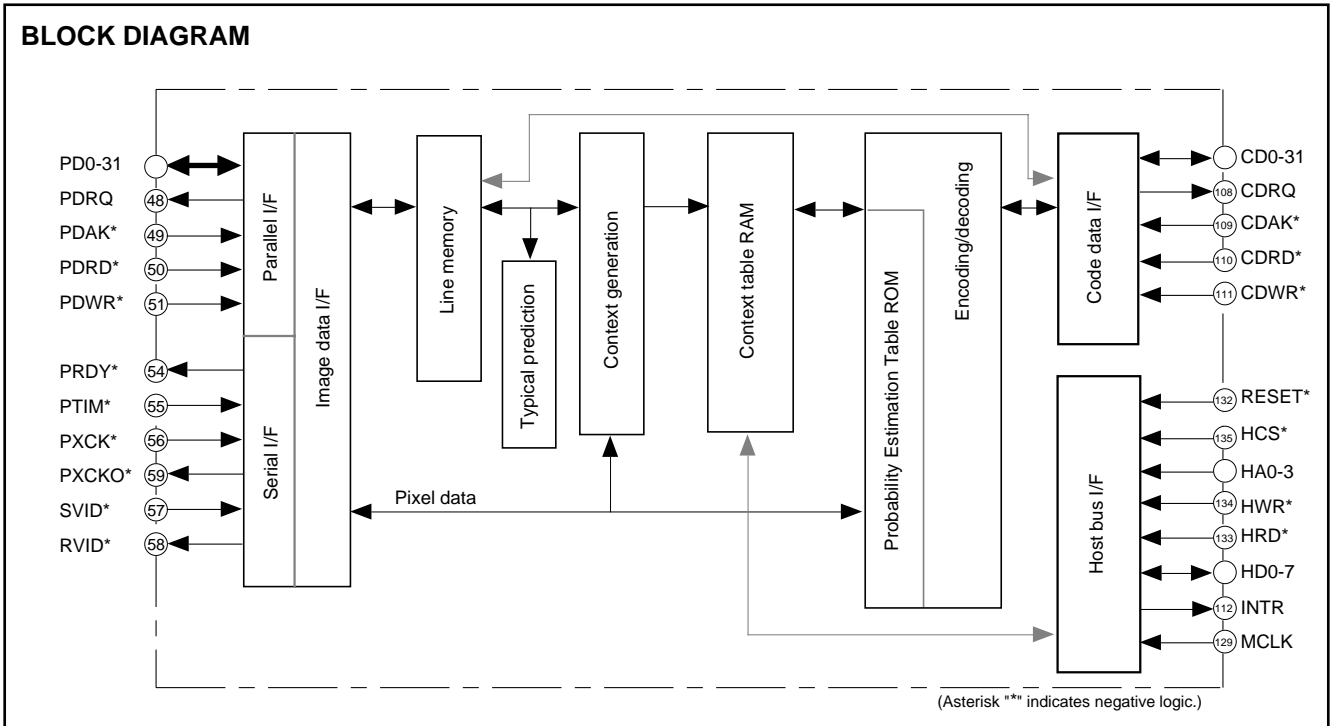 BLOCK DIAGRAM
PD0-31
PDRQ
48
PDAK*
49
PDRD*
50
PDWR*
51
PRDY*
54
PTIM*
55
PXCK*
56
PXCKO*
59
SVID*
57
RVID*
58
Parallel I/F
Serial I/F
Image data I/F
Line memory
Typical prediction
Context generation
Context table RAM
Probability Estimation Table ROM
Encoding/decoding
Pixel data
Code data I/F
Host bus I/F
CD0-31
108
CDRQ
109
CDAK*
110
CDRD*
111
CDWR*
132
RESET*
135
HCS*
HA0-3
134
HWR*
133
HRD*
HD0-7
112
INTR
129
MCLK
(Asterisk "*" indicates negative logic.)